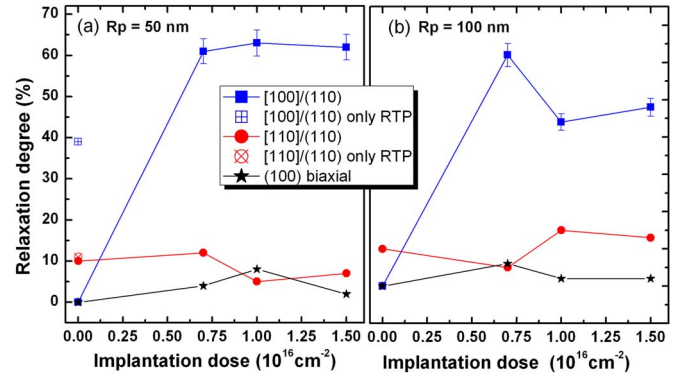 (a) Rp = 50 nm
(b) Rp = 100 nm
Relaxation degree (%)
70
60
50
40
30
20
10
0
[100]/(110)
[100]/(110) only RTP
[110]/(110)
[110]/(110) only RTP
(100) biaxial
0.00 0.25 0.50 0.75 1.00 1.25 1.50
0.00 0.25 0.50 0.75 1.00 1.25 1.50
Implantation dose (10¹⁶cm⁻²)
Implantation dose (10¹⁶cm⁻²)